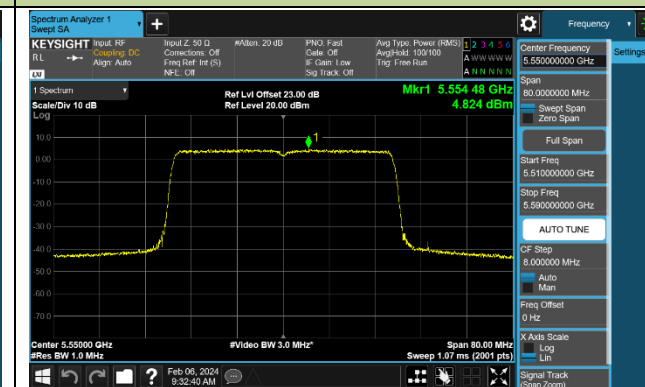 Spectrum Analyzer 1
Swept SA
Frequency
KEYSIGHT
Input: RF
Input Z: 50 Ω
#Atten: 20 dB
PNO: Fast
Avg Type: Power (RMS)
1 2 3 4 5 6
RL
Coupling: DC
Corrections: Off
Gate: Off
Avg|Hold: 100/100
A W W W W W
Align: Auto
Freq Ref: Int (S)
IF Gain: Low
Trig: Free Run
NFE: Off
Sig Track: Off
A N N N N N
LXI
Center Frequency
5.550000000 GHz
Settings
Span
80.0000000 MHz
Swept Span
Zero Span
Full Span
Start Freq
5.510000000 GHz
Stop Freq
5.590000000 GHz
AUTO TUNE
CF Step
8.000000 MHz
Auto
Man
Freq Offset
0 Hz
X Axis Scale
Log
Lin
Signal Track
(Span Zoom)
1 Spectrum
Scale/Div 10 dB
Log
Ref Lvl Offset 23.00 dB
Ref Level 20.00 dBm
Mkr1 5.554 48 GHz
4.824 dBm
1
10.0
0.00
-10.0
-20.0
-30.0
-40.0
-50.0
-60.0
-70.0
Center 5.55000 GHz
#Video BW 3.0 MHz*
Span 80.00 MHz
#Res BW 1.0 MHz
Sweep 1.07 ms (2001 pts)
Feb 06, 2024
9:32:40 AM